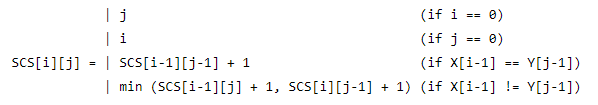 | j (if i == 0)
| i (if j == 0)
SCS[i][j] = | SCS[i-1][j-1] + 1 (if X[i-1] == Y[j-1])
| min (SCS[i-1][j] + 1, SCS[i][j-1] + 1) (if X[i-1] != Y[j-1])